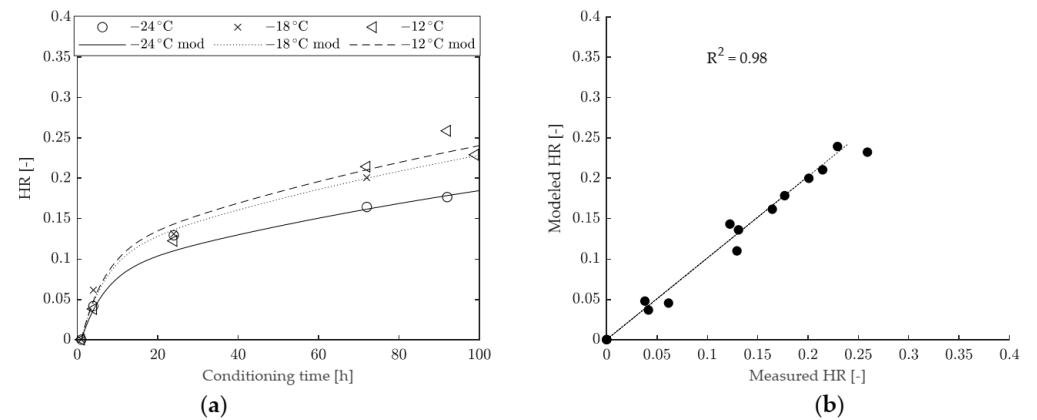 −24 °C −18 °C −12 °C
−24 °C mod −18 °C mod −12 °C mod
0.4
0.35
0.3
0.25
0.2
0.15
0.1
0.05
0
HR [-]
0 20 40 60 80 100
Conditioning time [h]
(a)
R² = 0.98
0.4
0.35
0.3
0.25
0.2
0.15
0.1
0.05
0
Modeled HR [-]
0 0.05 0.1 0.15 0.2 0.25 0.3 0.35 0.4
Measured HR [-]
(b)